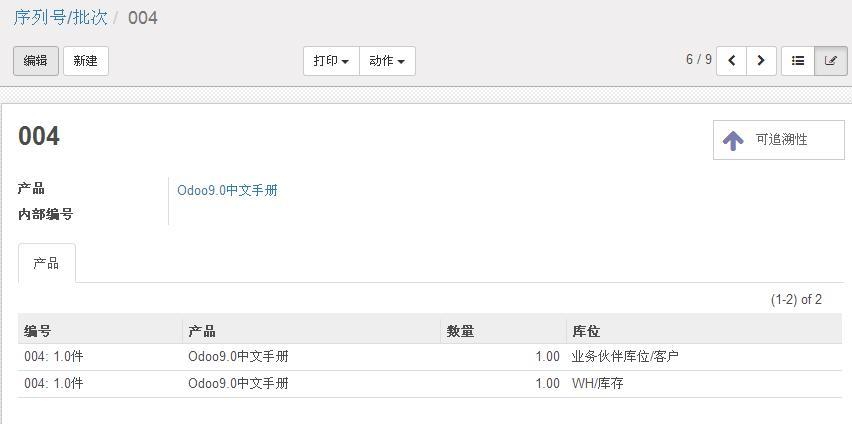 序列号/批次 / 004
编辑 新建 打印 动作 6 / 9
004
可追溯性
产品 Odoo9.0中文手册
内部编号
产品
(1-2) of 2
编号 产品 数量 库位
004: 1.0件 Odoo9.0中文手册 1.00 业务伙伴库位/客户
004: 1.0件 Odoo9.0中文手册 1.00 WH/库存